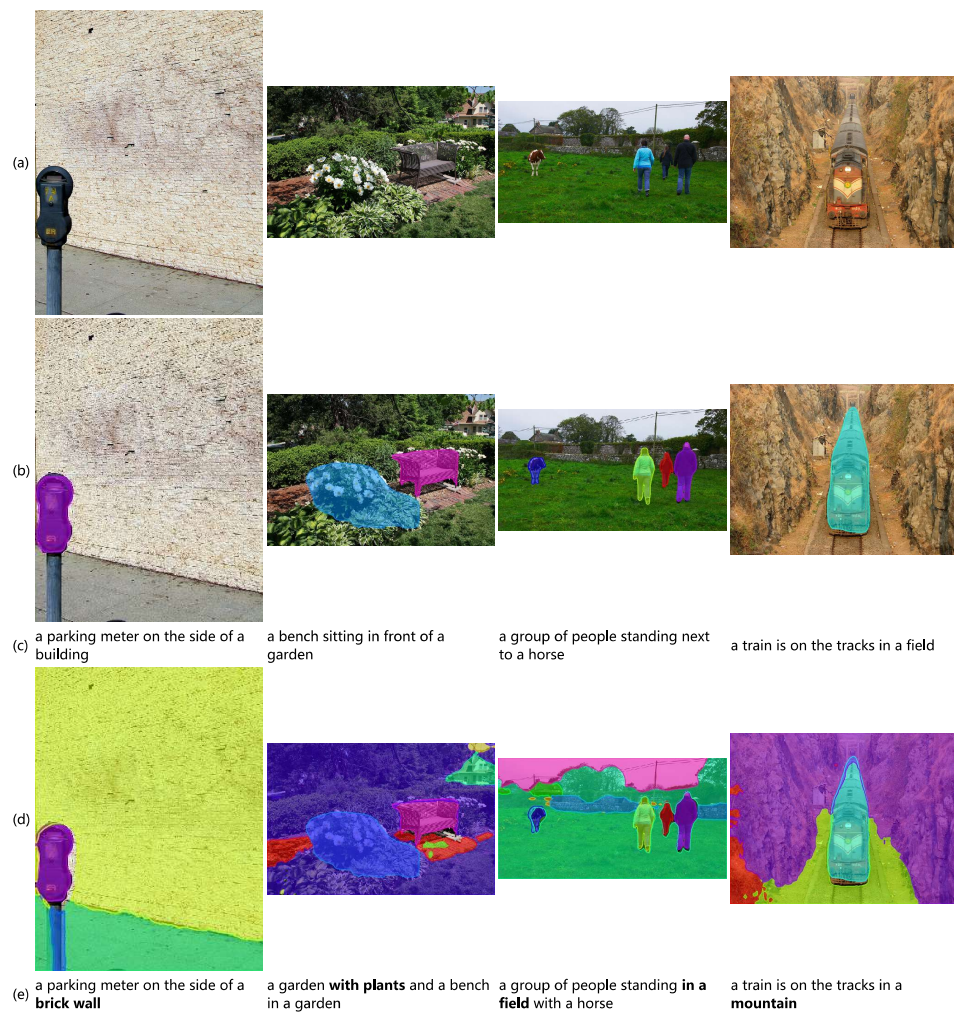 (a)
(b)
(c)
a parking meter on the side of a
building
a bench sitting in front of a
garden
a group of people standing next
to a horse
a train is on the tracks in a field
(d)
(e)
a parking meter on the side of a
brick wall
a garden with plants and a bench
in a garden
a group of people standing in a
field with a horse
a train is on the tracks in a
mountain